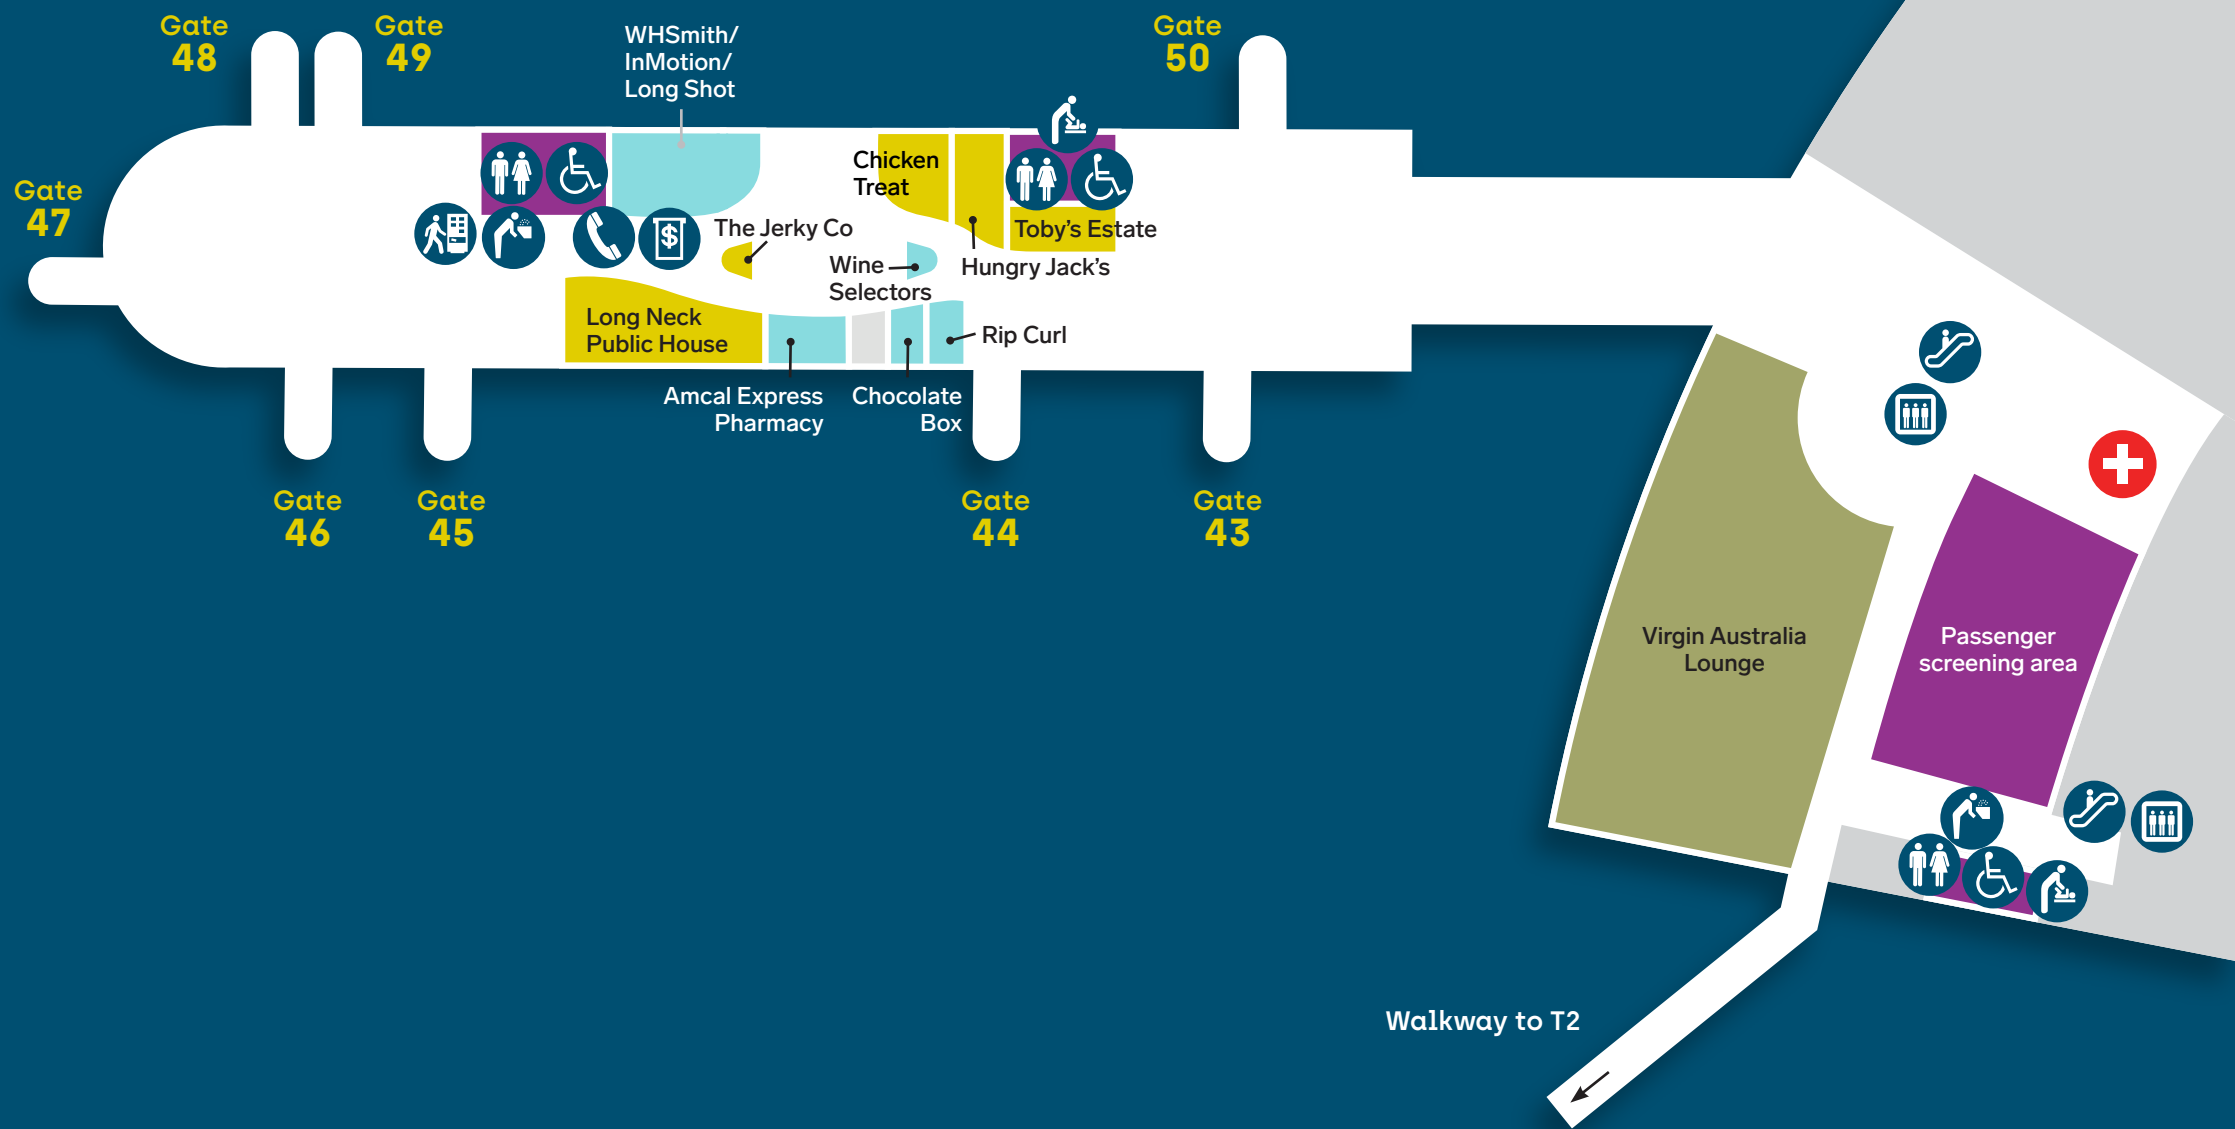 Gate
48
Gate
49
WHSmith/
InMotion/
Long Shot
Gate
50
Gate
47
Chicken
Treat
The Jerky Co
Toby's Estate
Wine
Selectors
Hungry Jack's
Long Neck
Public House
Rip Curl
Amcal Express
Pharmacy
Chocolate
Box
Gate
46
Gate
45
Gate
44
Gate
43
Virgin Australia
Lounge
Passenger
screening area
Walkway to T2
$